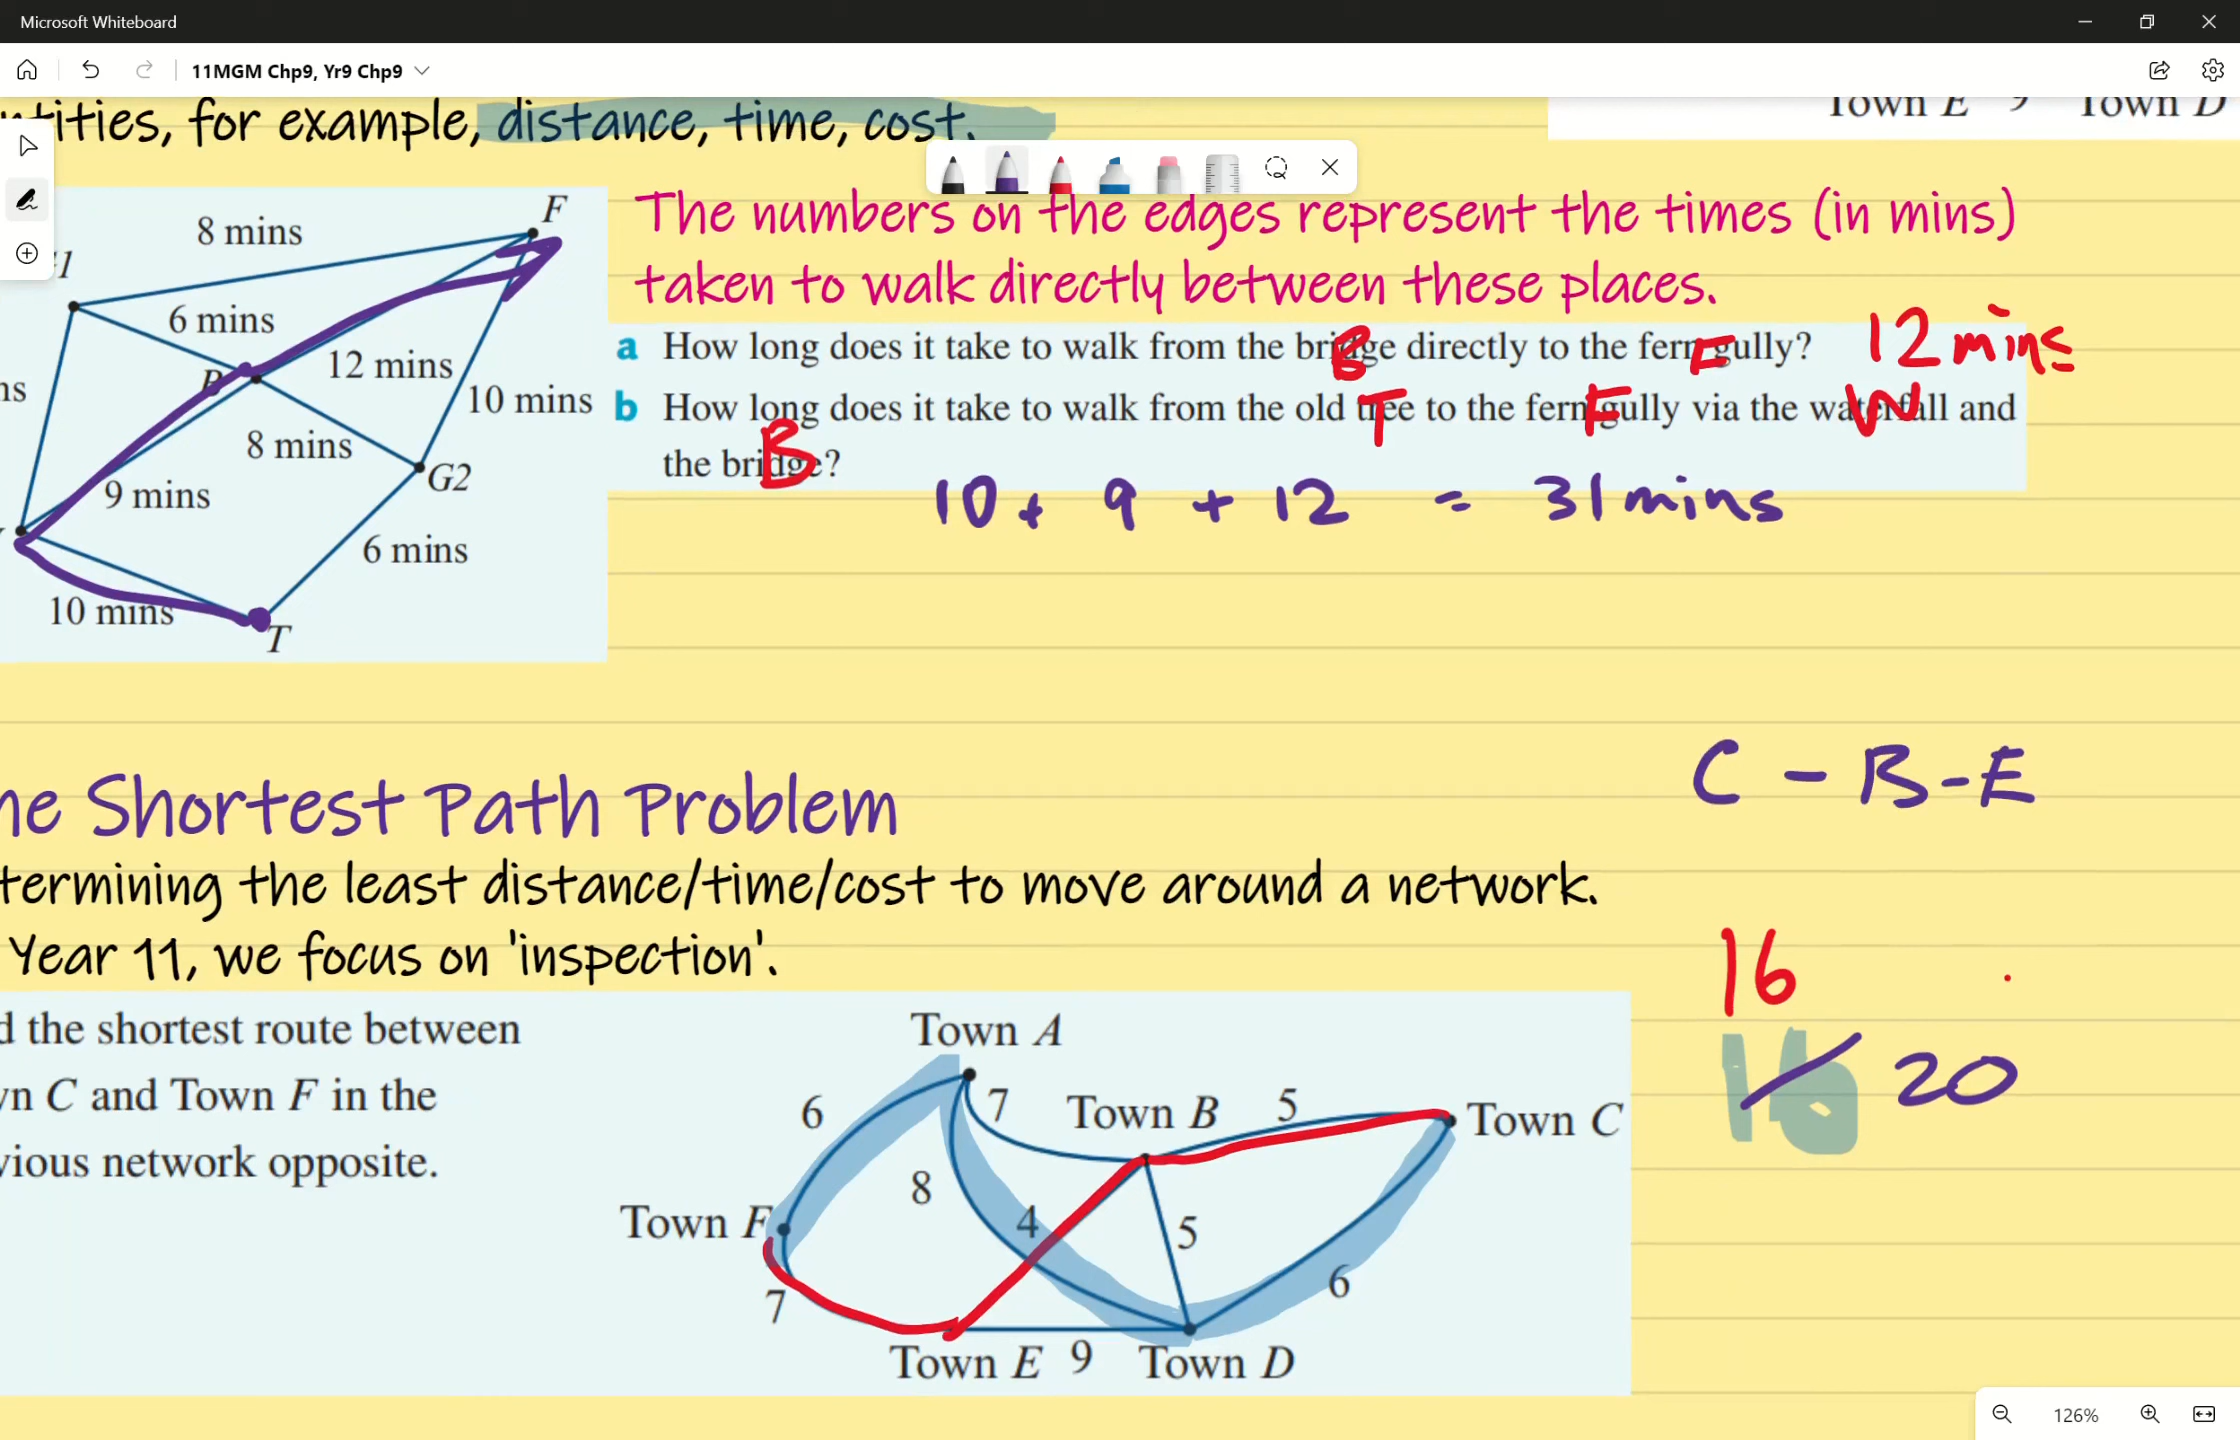 Microsoft Whiteboard
11MGM Chp9, Yr9 Chp9
ntities, for example, distance, time, cost.
Town E 9 Town D
8 mins
F
6 mins
12 mins
10 mins
8 mins
G2
9 mins
6 mins
10 mins
T
The numbers on the edges represent the times (in mins)
taken to walk directly between these places.
a How long does it take to walk from the bridge directly to the fern gully? 12 mins
B F
b How long does it take to walk from the old tree to the fern gully via the waterfall and
T F W
the bridge?
B
10 + 9 + 12 = 31 mins
C - B - E
he Shortest Path Problem
termining the least distance/time/cost to move around a network.
Year 11, we focus on 'inspection'.
16
16 20
d the shortest route between
n C and Town F in the
vious network opposite.
Town A
6
7
Town B
5
Town C
8
4
5
Town F
6
7
Town E 9 Town D
126%